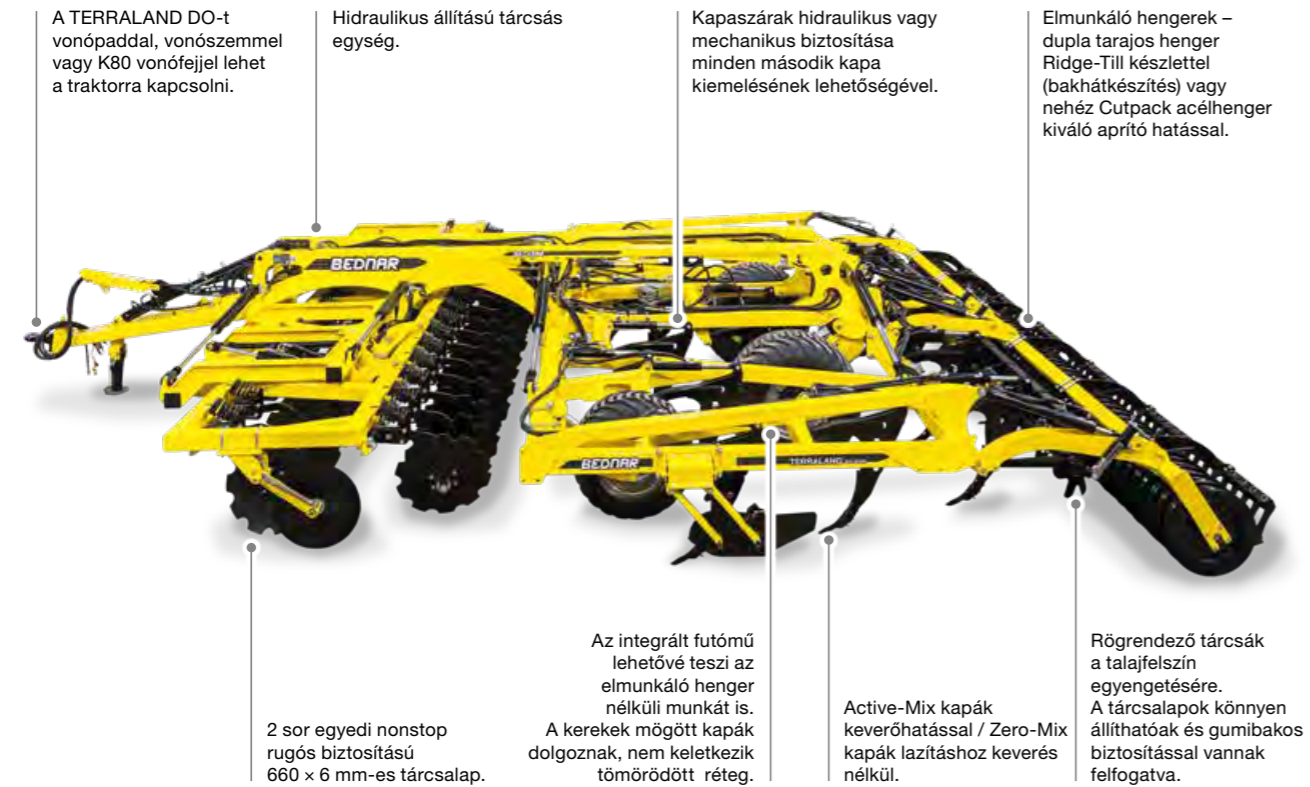 A TERRALAND DO-t
vonópaddal, vonószemmel
vagy K80 vonófejjel lehet
a traktorra kapcsolni.
Hidraulikus állítású tárcsás
egység.
Kapaszárak hidraulikus vagy
mechanikus biztosítása
minden második kapa
kiemelésének lehetőségével.
Elmunkáló hengerek –
dupla tarajos henger
Ridge-Till készlettel
(bakhátkészítés) vagy
nehéz Cutpack acélhenger
kiváló aprító hatással.
BEDNAR
BEDNAR
BEDNAR
TERRALAND
2 sor egyedi nonstop
rugós biztosítású
660 × 6 mm-es tárcsalap.
Az integrált futómű
lehetővé teszi az
elmunkáló henger
nélküli munkát is.
A kerekek mögött kapák
dolgoznak, nem keletkezik
tömörödött réteg.
Active-Mix kapák
keverőhatással / Zero-Mix
kapák lazításhoz keverés
nélkül.
Rögrendező tárcsák
a talajfelszín
egyengetésére.
A tárcsalapok könnyen
állíthatóak és gumibakos
biztosítással vannak
felfogatva.